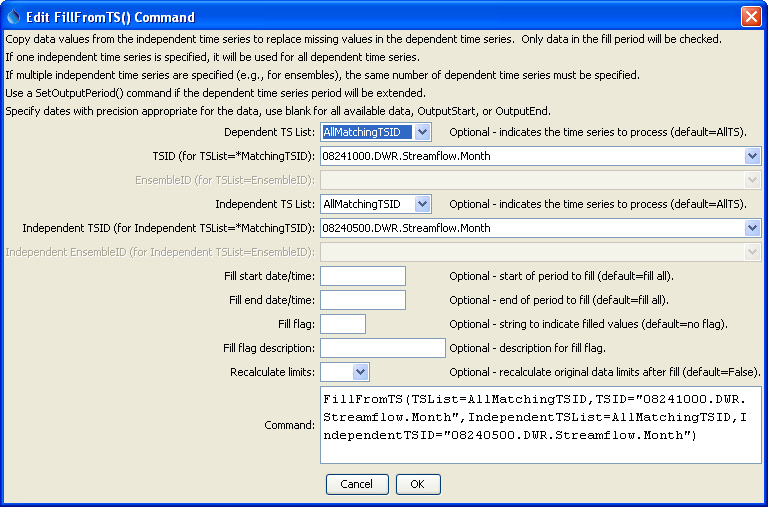 Edit FillFromTS() Command
Copy data values from the independent time series to replace missing values in the dependent time series.  Only data in the fill period will be checked.
If one independent time series is specified, it will be used for all dependent time series.
If multiple independent time series are specified (e.g., for ensembles), the same number of dependent time series must be specified.
Use a SetOutputPeriod() command if the dependent time series period will be extended.
Specify dates with precision appropriate for the data, use blank for all available data, OutputStart, or OutputEnd.
Dependent TS List: AllMatchingTSID Optional - indicates the time series to process (default=AllTS).
TSID (for TSList=*MatchingTSID): 08241000.DWR.Streamflow.Month
EnsembleID (for TSList=EnsembleID):
Independent TS List: AllMatchingTSID Optional - indicates the time series to process (default=AllTS).
Independent TSID (for Independent TSList=*MatchingTSID): 08240500.DWR.Streamflow.Month
Independent EnsembleID (for Independent TSList=EnsembleID):
Fill start date/time: Optional - start of period to fill (default=fill all).
Fill end date/time: Optional - end of period to fill (default=fill all).
Fill flag: Optional - string to indicate filled values (default=no flag).
Fill flag description: Optional - description for fill flag.
Recalculate limits: Optional - recalculate original data limits after fill (default=False).
Command: FillFromTS(TSList=AllMatchingTSID,TSID="08241000.DWR.
Streamflow.Month",IndependentTSList=AllMatchingTSID,I
ndependentTSID="08240500.DWR.Streamflow.Month")
Cancel OK